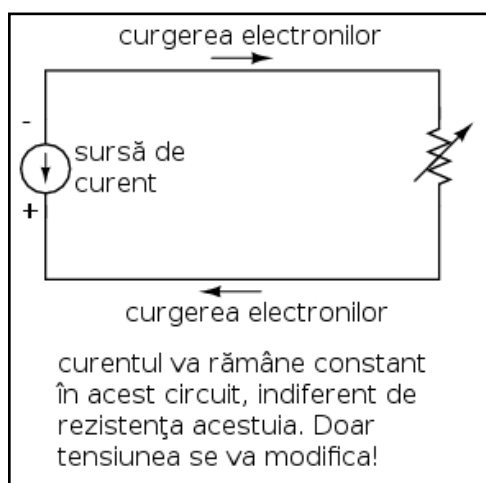 curgerea electronilor
-
sursă de
curent
+
curgerea electronilor
curentul va rămâne constant
în acest circuit, indiferent de
rezistenţa acestuia. Doar
tensiunea se va modifica!